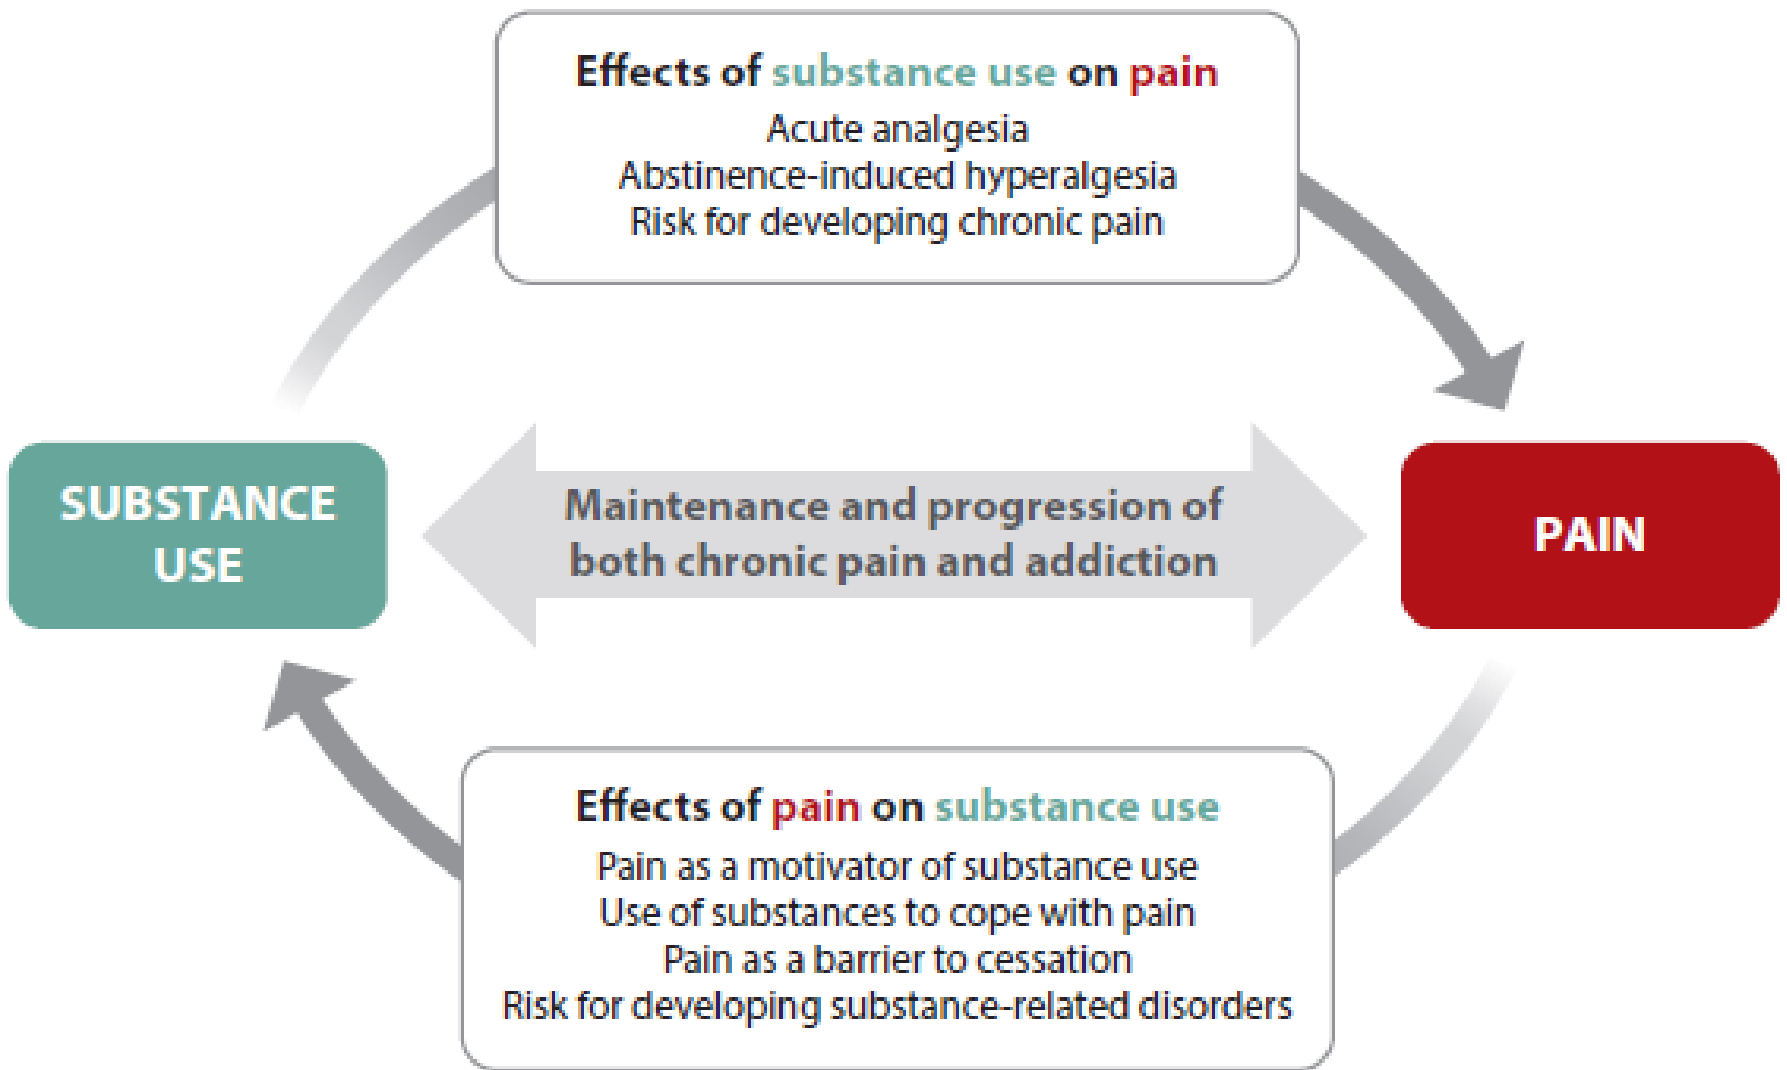 Effects of substance use on pain
Acute analgesia
Abstinence-induced hyperalgesia
Risk for developing chronic pain
SUBSTANCE
USE
Maintenance and progression of
both chronic pain and addiction
PAIN
Effects of pain on substance use
Pain as a motivator of substance use
Use of substances to cope with pain
Pain as a barrier to cessation
Risk for developing substance-related disorders